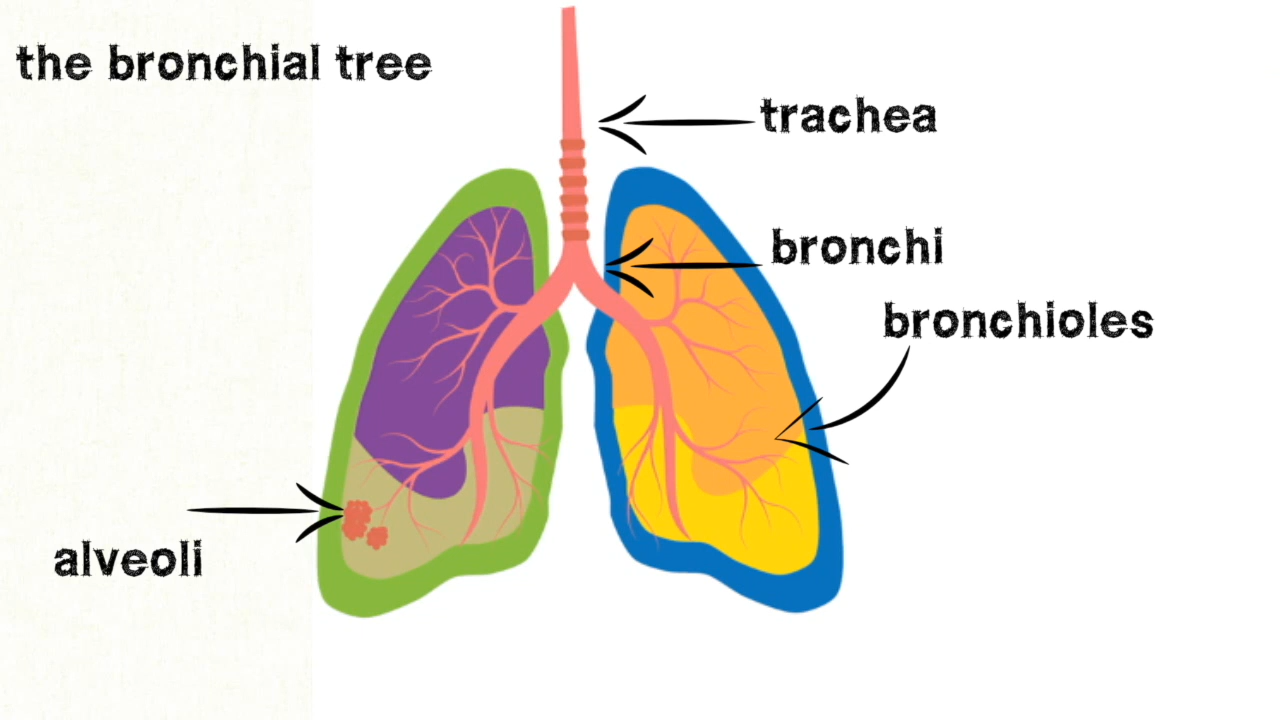 the bronchial tree
trachea
bronchi
bronchioles
alveoli